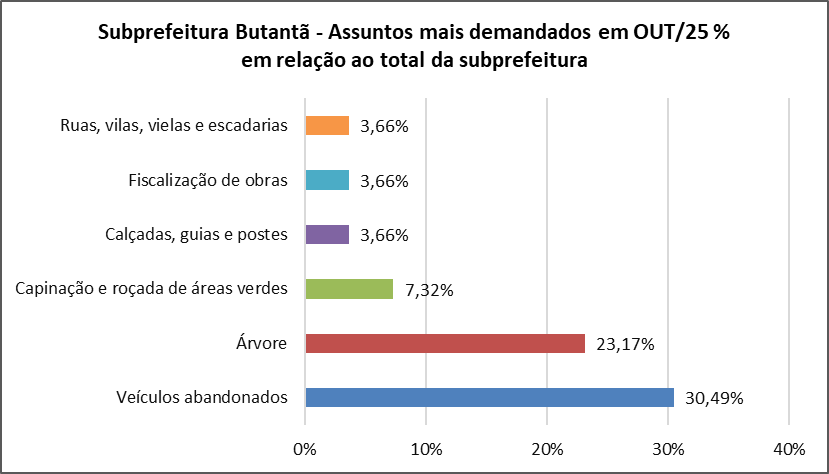 Subprefeitura Butantã - Assuntos mais demandados em OUT/25 %
em relação ao total da subprefeitura
Ruas, vilas, vielas e escadarias 3,66%
Fiscalização de obras 3,66%
Calçadas, guias e postes 3,66%
Capinação e roçada de áreas verdes 7,32%
Árvore 23,17%
Veículos abandonados 30,49%
0% 10% 20% 30% 40%